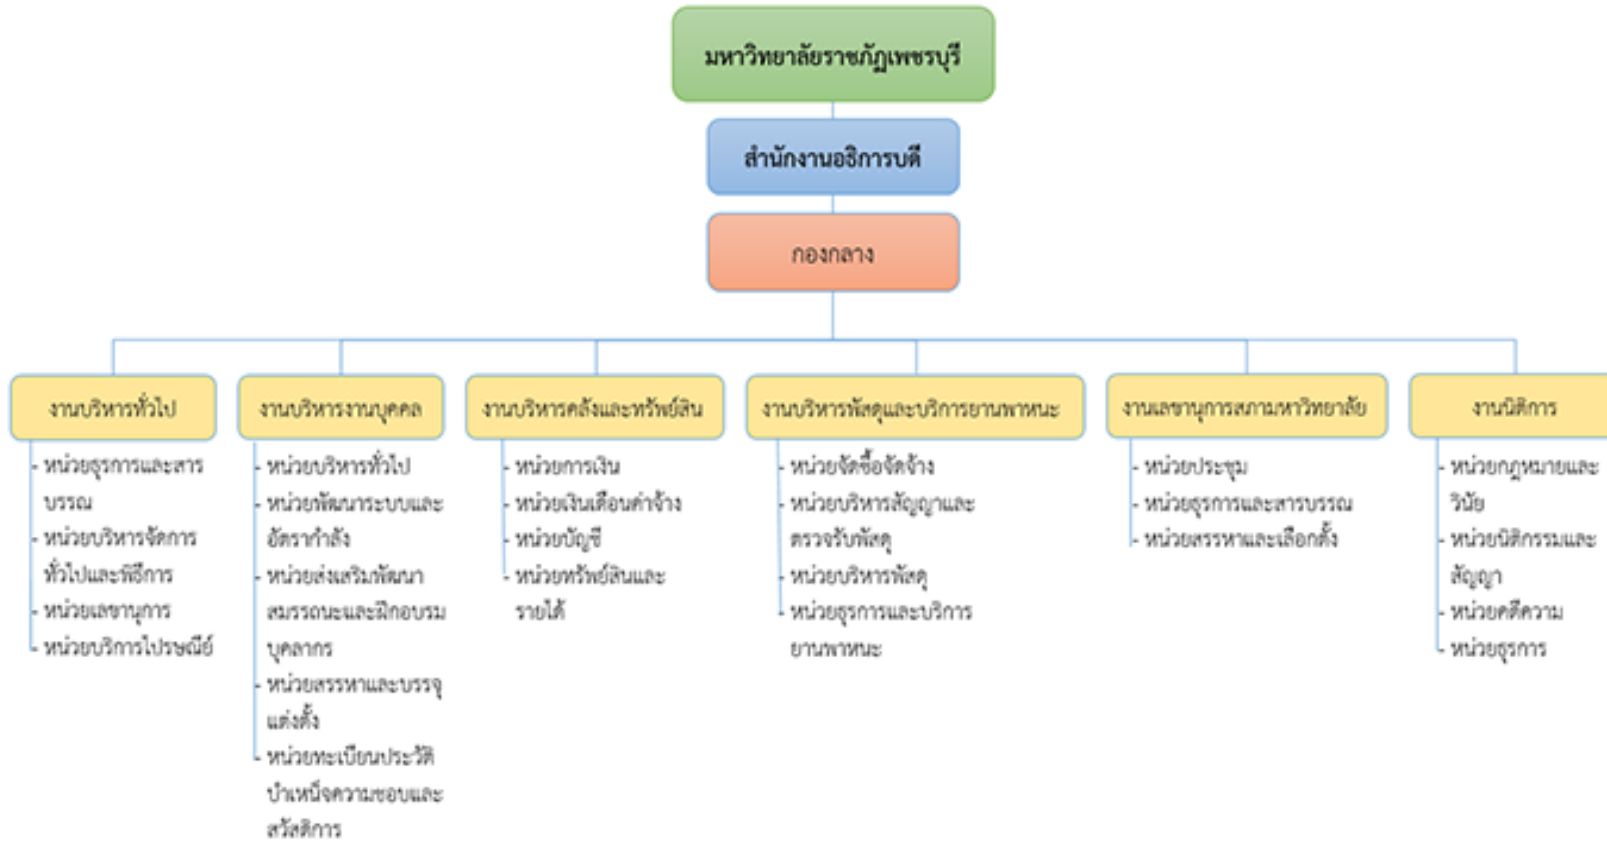 มหาวิทยาลัยราชภัฏเพชรบุรี
สำนักงานอธิการบดี
กองกลาง
งานบริหารทั่วไป
- หน่วยธุรการและสาร
บรรณ
- หน่วยบริหารจัดการ
ทั่วไปและพิธีการ
- หน่วยเลขานุการ
- หน่วยบริการไปรษณีย์
งานบริหารงานบุคคล
- หน่วยบริหารทั่วไป
- หน่วยพัฒนาระบบและ
อัตรากำลัง
- หน่วยส่งเสริมพัฒนา
สมรรถนะและฝึกอบรม
บุคลากร
- หน่วยสรรหาและบรรจุ
แต่งตั้ง
- หน่วยทะเบียนประวัติ
บำเหน็จความชอบและ
สวัสดิการ
งานบริหารคลังและทรัพย์สิน
- หน่วยการเงิน
- หน่วยเงินเดือนค่าจ้าง
- หน่วยบัญชี
- หน่วยทรัพย์สินและ
รายได้
งานบริหารพัสดุและบริการยานพาหนะ
- หน่วยจัดซื้อจัดจ้าง
- หน่วยบริหารสัญญาและ
ตรวจรับพัสดุ
- หน่วยบริหารพัสดุ
- หน่วยธุรการและบริการ
ยานพาหนะ
งานเลขานุการสภามหาวิทยาลัย
- หน่วยประชุม
- หน่วยธุรการและสารบรรณ
- หน่วยสรรหาและเลือกตั้ง
งานนิติการ
- หน่วยกฎหมายและ
วินัย
- หน่วยนิติกรรมและ
สัญญา
- หน่วยคดีความ
- หน่วยธุรการ